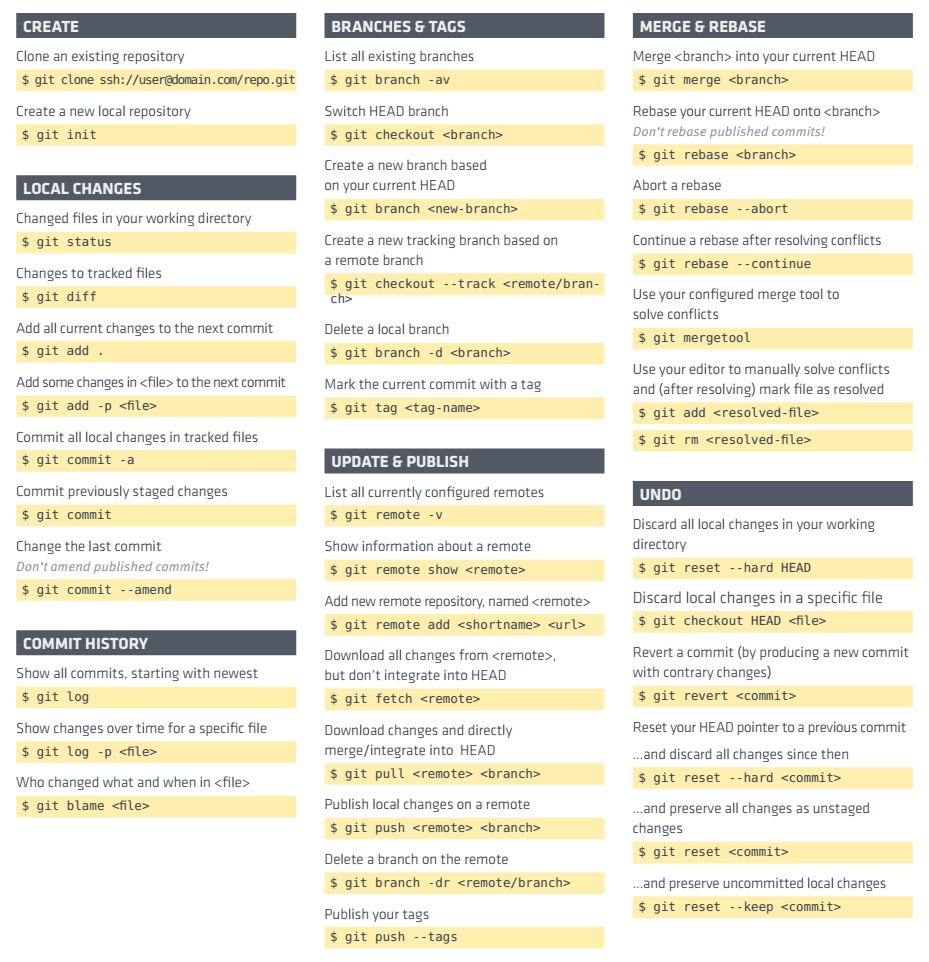 CREATE
Clone an existing repository
$ git clone ssh://user@domain.com/repo.git
Create a new local repository
$ git init
LOCAL CHANGES
Changed files in your working directory
$ git status
Changes to tracked files
$ git diff
Add all current changes to the next commit
$ git add .
Add some changes in <file> to the next commit
$ git add -p <file>
Commit all local changes in tracked files
$ git commit -a
Commit previously staged changes
$ git commit
Change the last commit
Don't amend published commits!
$ git commit --amend
COMMIT HISTORY
Show all commits, starting with newest
$ git log
Show changes over time for a specific file
$ git log -p <file>
Who changed what and when in <file>
$ git blame <file>
BRANCHES & TAGS
List all existing branches
$ git branch -av
Switch HEAD branch
$ git checkout <branch>
Create a new branch based
on your current HEAD
$ git branch <new-branch>
Create a new tracking branch based on
a remote branch
$ git checkout --track <remote/bran-
ch>
Delete a local branch
$ git branch -d <branch>
Mark the current commit with a tag
$ git tag <tag-name>
UPDATE & PUBLISH
List all currently configured remotes
$ git remote -v
Show information about a remote
$ git remote show <remote>
Add new remote repository, named <remote>
$ git remote add <shortname> <url>
Download all changes from <remote>,
but don't integrate into HEAD
$ git fetch <remote>
Download changes and directly
merge/integrate into HEAD
$ git pull <remote> <branch>
Publish local changes on a remote
$ git push <remote> <branch>
Delete a branch on the remote
$ git branch -dr <remote/branch>
Publish your tags
$ git push --tags
MERGE & REBASE
Merge <branch> into your current HEAD
$ git merge <branch>
Rebase your current HEAD onto <branch>
Don't rebase published commits!
$ git rebase <branch>
Abort a rebase
$ git rebase --abort
Continue a rebase after resolving conflicts
$ git rebase --continue
Use your configured merge tool to
solve conflicts
$ git mergetool
Use your editor to manually solve conflicts
and (after resolving) mark file as resolved
$ git add <resolved-file>
$ git rm <resolved-file>
UNDO
Discard all local changes in your working
directory
$ git reset --hard HEAD
Discard local changes in a specific file
$ git checkout HEAD <file>
Revert a commit (by producing a new commit
with contrary changes)
$ git revert <commit>
Reset your HEAD pointer to a previous commit
...and discard all changes since then
$ git reset --hard <commit>
...and preserve all changes as unstaged
changes
$ git reset <commit>
...and preserve uncommitted local changes
$ git reset --keep <commit>